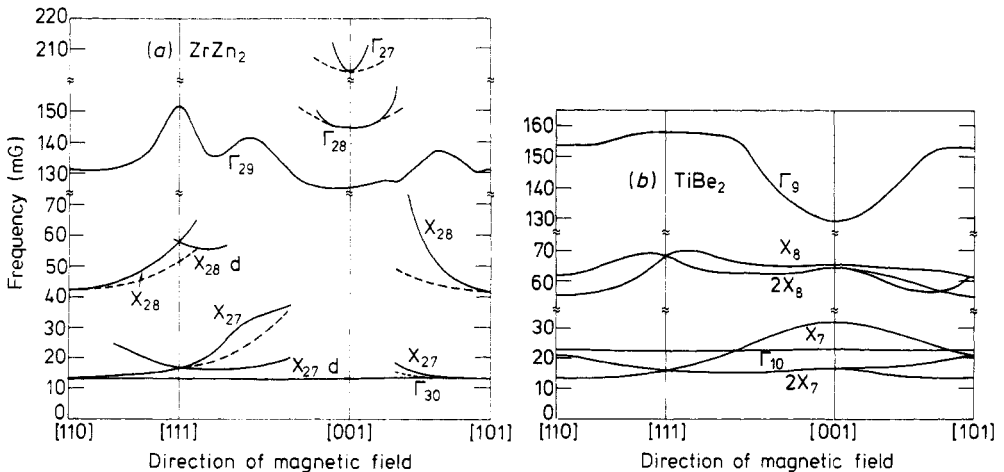 220
210
150
140
130
70
60
50
40
30
20
10
0
Frequency (mG)
(a) ZrZn₂
Γ₂₇
Γ₂₈
Γ₂₉
X₂₈
X₂₈ d
X₂₈
X₂₇
X₂₇ d
X₂₇
Γ₃₀
[110]
[111]
[001]
[101]
Direction of magnetic field
160
150
140
130
70
60
30
20
10
0
(b) TiBe₂
Γ₉
X₈
2X₈
X₇
Γ₁₀
2X₇
[110]
[111]
[001]
[101]
Direction of magnetic field